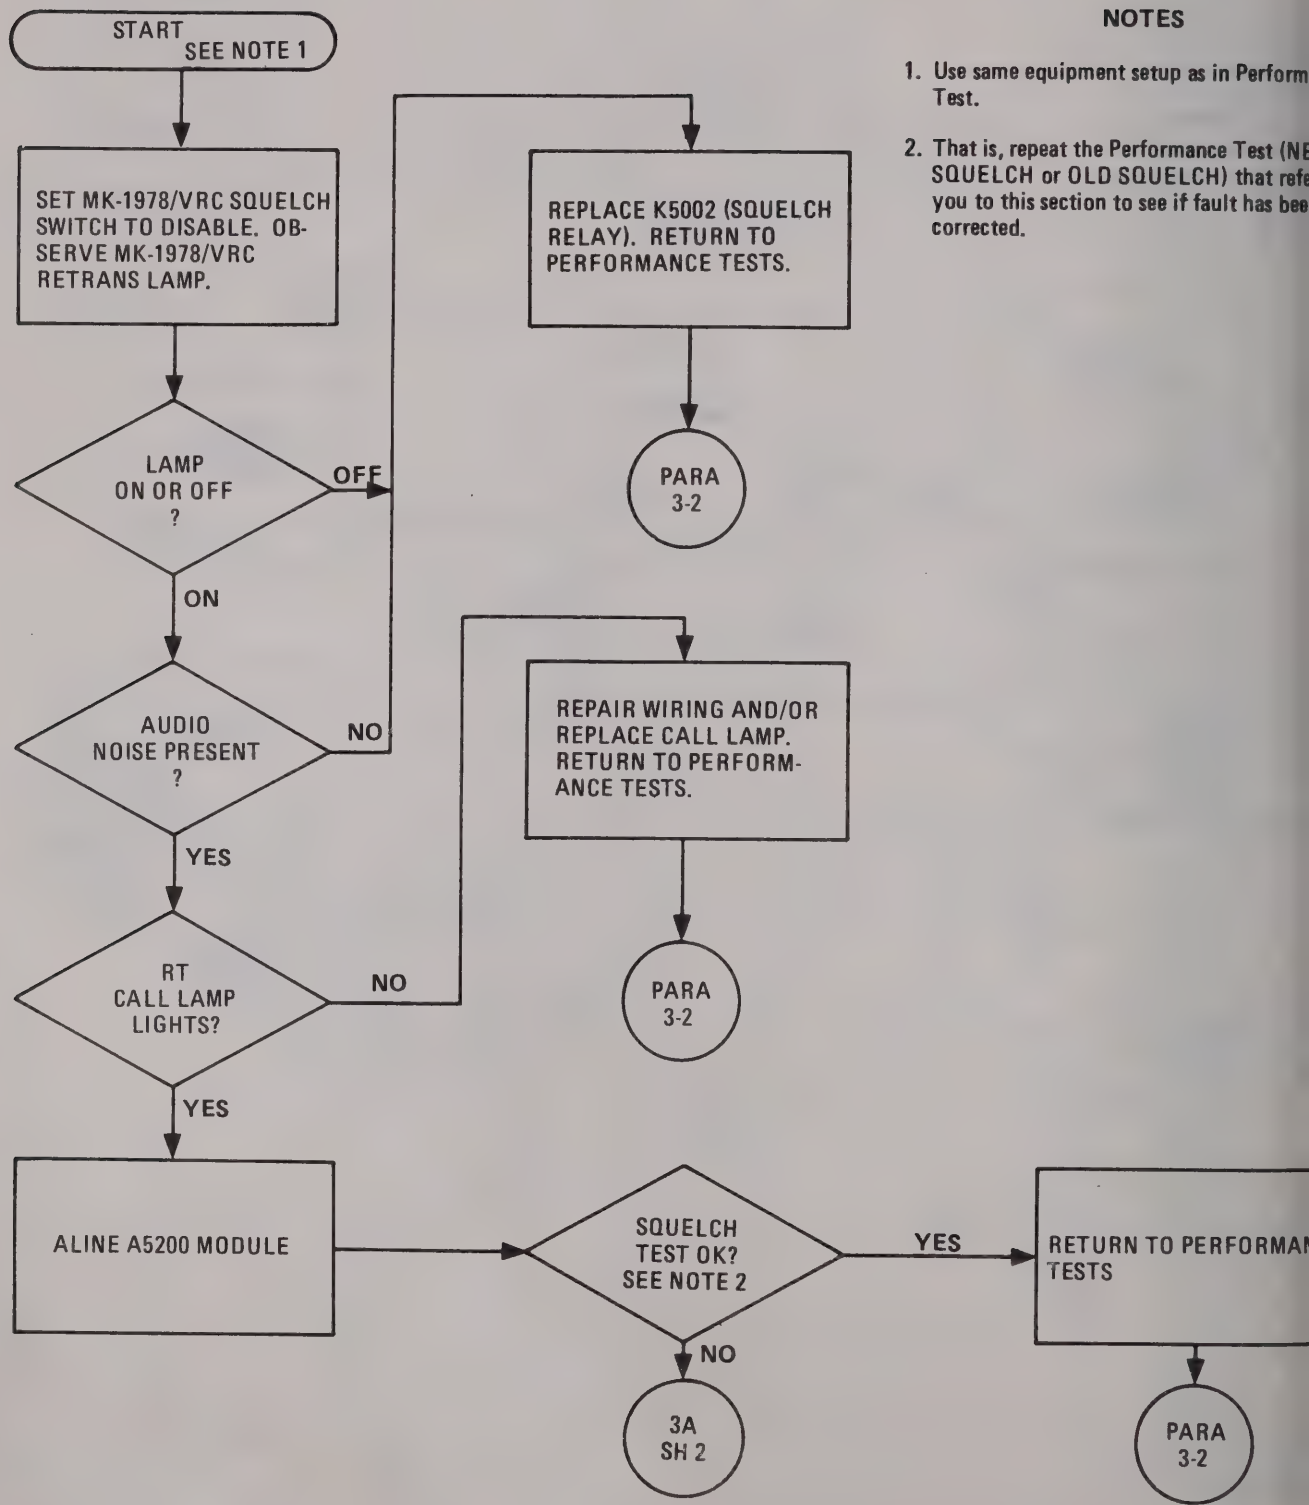 START
SEE NOTE 1
SET MK-1978/VRC SQUELCH
SWITCH TO DISABLE. OB-
SERVE MK-1978/VRC
RETRANS LAMP.
LAMP
ON OR OFF
?
OFF
ON
REPLACE K5002 (SQUELCH
RELAY). RETURN TO
PERFORMANCE TESTS.
PARA
3-2
AUDIO
NOISE PRESENT
?
NO
YES
RT
CALL LAMP
LIGHTS?
NO
YES
REPAIR WIRING AND/OR
REPLACE CALL LAMP.
RETURN TO PERFORM-
ANCE TESTS.
PARA
3-2
ALINE A5200 MODULE
SQUELCH
TEST OK?
SEE NOTE 2
YES
NO
3A
SH 2
RETURN TO PERFORMAN
TESTS
PARA
3-2
NOTES
1. Use same equipment setup as in Perform
Test.
2. That is, repeat the Performance Test (NE
SQUELCH or OLD SQUELCH) that refe
you to this section to see if fault has bee
corrected.